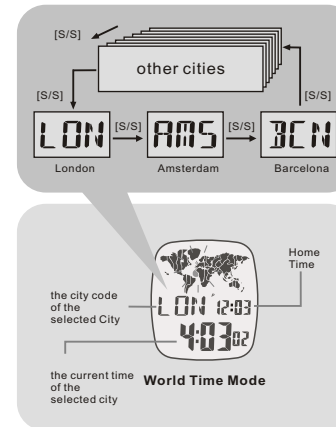 [S/S]
other cities
[S/S]
[S/S]
LON
[S/S]
AMS
[S/S]
BCN
London
Amsterdam
Barcelona
Home
Time
the city code
of the
selected City
LON 12:03
4:03 02
the current time
of the
selected city
World Time Mode